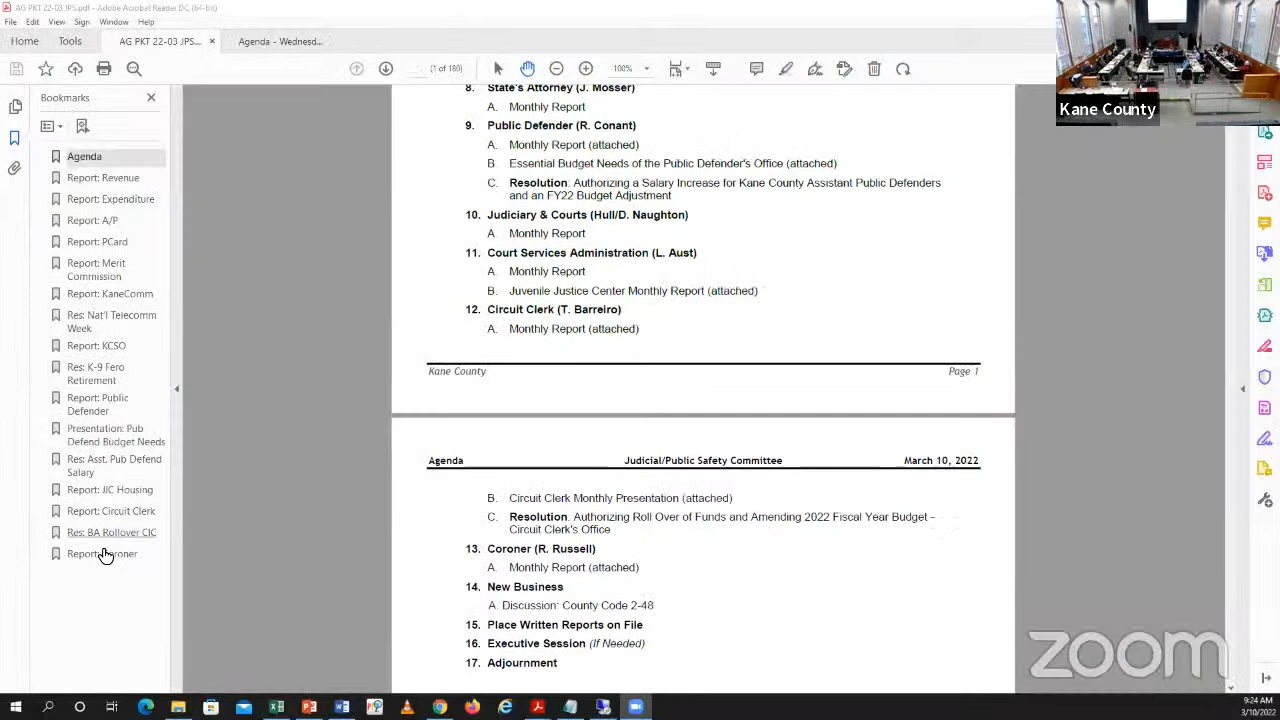 AG PKT 22-03 JPS.pdf - Adobe Acrobat Reader DC (64-bit)
File Edit View Sign Window Help
Home Tools AG PKT 22-03 JPS... × Agenda - Wednesd...
(1 of 180) 100%
Bookmarks
Agenda
Report: Revenue
Report: Expenditure
Report: A/P
Report: PCard
Report: Merit
Commission
Report: KaneComm
Res: Nat'l Telecomm
Week
Report: KCSO
Res: K-9 Fero
Retirement
Report: Public
Defender
Presentation: Pub
Defend Budget Needs
Res: Asst. Pub Defend
Salary
Report: JJC Housing
Report: Circuit Clerk
Res: BA Rollover CIC
8. State's Attorney (J. Mosser)
A. Monthly Report
9. Public Defender (R. Conant)
A. Monthly Report (attached)
B. Essential Budget Needs of the Public Defender's Office (attached)
C. Resolution: Authorizing a Salary Increase for Kane County Assistant Public Defenders
and an FY22 Budget Adjustment
10. Judiciary & Courts (Hull/D. Naughton)
A. Monthly Report
11. Court Services Administration (L. Aust)
A. Monthly Report
B. Juvenile Justice Center Monthly Report (attached)
12. Circuit Clerk (T. Barreiro)
A. Monthly Report (attached)
Kane County Page 1
Agenda Judicial/Public Safety Committee March 10, 2022
B. Circuit Clerk Monthly Presentation (attached)
C. Resolution: Authorizing Roll Over of Funds and Amending 2022 Fiscal Year Budget –
Circuit Clerk's Office
13. Coroner (R. Russell)
A. Monthly Report (attached)
14. New Business
A. Discussion: County Code 2-48
15. Place Written Reports on File
16. Executive Session (If Needed)
17. Adjournment
Kane County
zoom
9:24 AM
3/10/2022